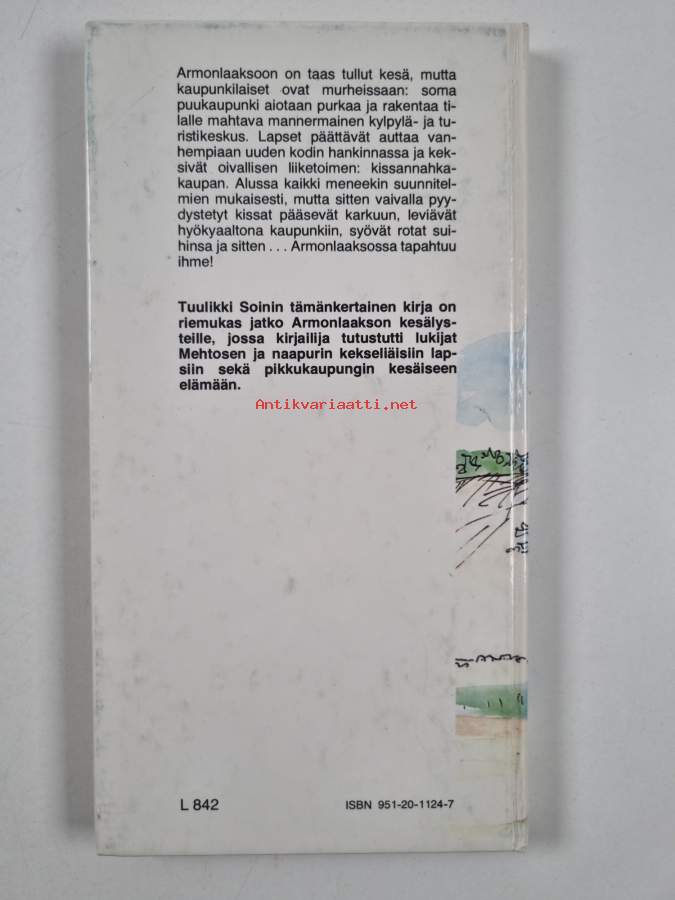 Armonlaaksoon on taas tullut kesä, mutta
kaupunkilaiset ovat murheissaan: soma
puukaupunki aiotaan purkaa ja rakentaa ti-
lalle mahtava mannermainen kylpylä- ja tu-
ristikeskus. Lapset päättävät auttaa van-
hempiaan uuden kodin hankinnassa ja kek-
sivät oivallisen liiketoimen: kissannahka-
kaupan. Alussa kaikki meneekin suunnitel-
mien mukaisesti, mutta sitten vaivalla pyy-
dystetyt kissat pääsevät karkuun, leviävät
hyökyaaltona kaupunkiin, syövät rotat sui-
hinsa ja sitten . . . Armonlaaksossa tapahtuu
ihme!
Tuulikki Soinin tämänkertainen kirja on
riemukas jatko Armonlaakson kesälys-
teille, jossa kirjailija tutustutti lukijat
Mehtosen ja naapurin kekseliäisiin lap-
siin sekä pikkukaupungin kesäiseen
elämään.
Antikvariaatti.net
L 842
ISBN 951-20-1124-7